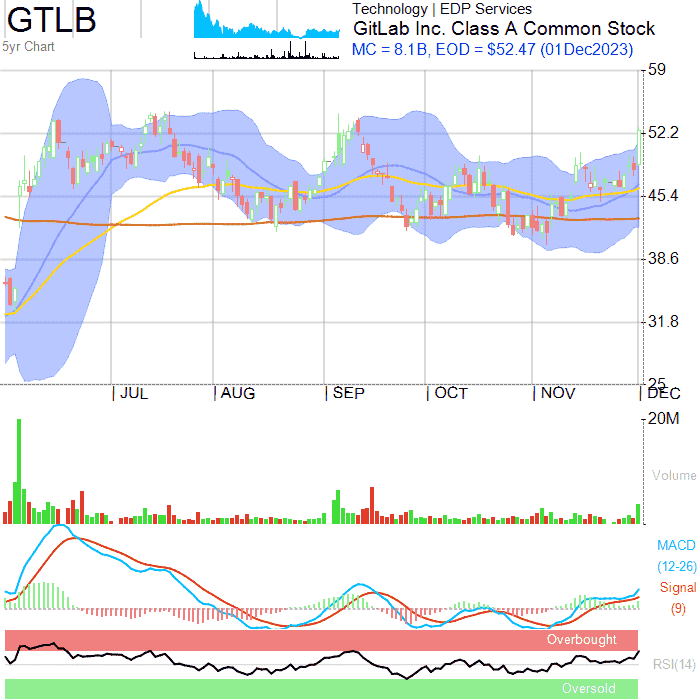 GTLB
5yr Chart
Technology | EDP Services
GitLab Inc. Class A Common Stock
MC = 8.1B, EOD = $52.47 (01Dec2023)
59
52.2
45.4
38.6
31.8
25
JUL
AUG
SEP
OCT
NOV
DEC
20M
Volume
MACD
(12-26)
Signal
(9)
Overbought
RSI(14)
Oversold